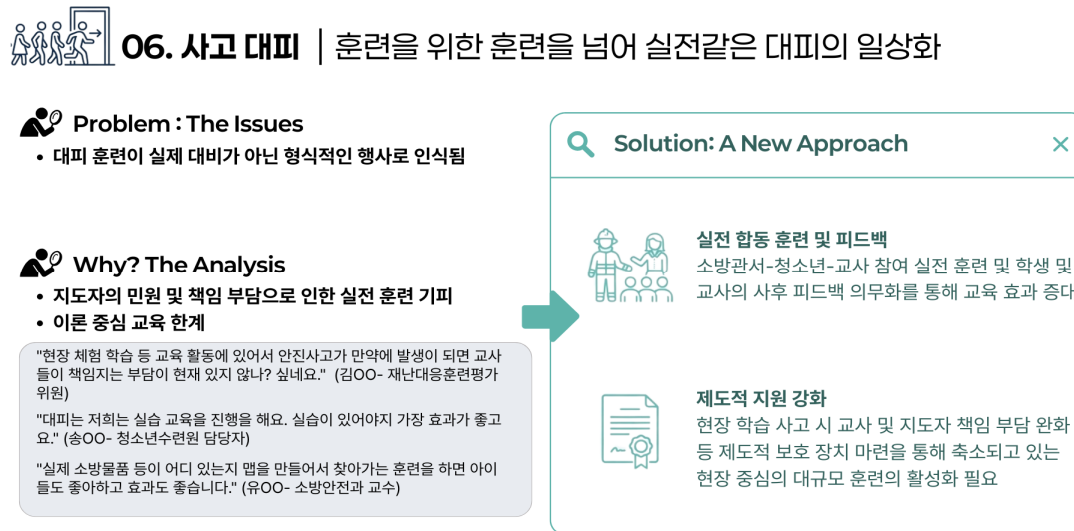 06. 사고 대피 | 훈련을 위한 훈련을 넘어 실전같은 대피의 일상화
Problem : The Issues
• 대피 훈련이 실제 대비가 아닌 형식적인 행사로 인식됨
Why? The Analysis
• 지도자의 민원 및 책임 부담으로 인한 실전 훈련 기피
• 이론 중심 교육 한계
"현장 체험 학습 등 교육 활동에 있어서 안진사고가 만약에 발생이 되면 교사
들이 책임지는 부담이 현재 있지 않나? 싶네요." (김OO- 재난대응훈련평가
위원)
"대피는 저희는 실습 교육을 진행을 해요. 실습이 있어야지 가장 효과가 좋고
요." (송OO- 청소년수련원 담당자)
"실제 소방물품 등이 어디 있는지 맵을 만들어서 찾아가는 훈련을 하면 아이
들도 좋아하고 효과도 좋습니다." (유OO- 소방안전과 교수)
Solution: A New Approach
실전 합동 훈련 및 피드백
소방관서-청소년-교사 참여 실전 훈련 및 학생 및
교사의 사후 피드백 의무화를 통해 교육 효과 증대
제도적 지원 강화
현장 학습 사고 시 교사 및 지도자 책임 부담 완화
등 제도적 보호 장치 마련을 통해 축소되고 있는
현장 중심의 대규모 훈련의 활성화 필요